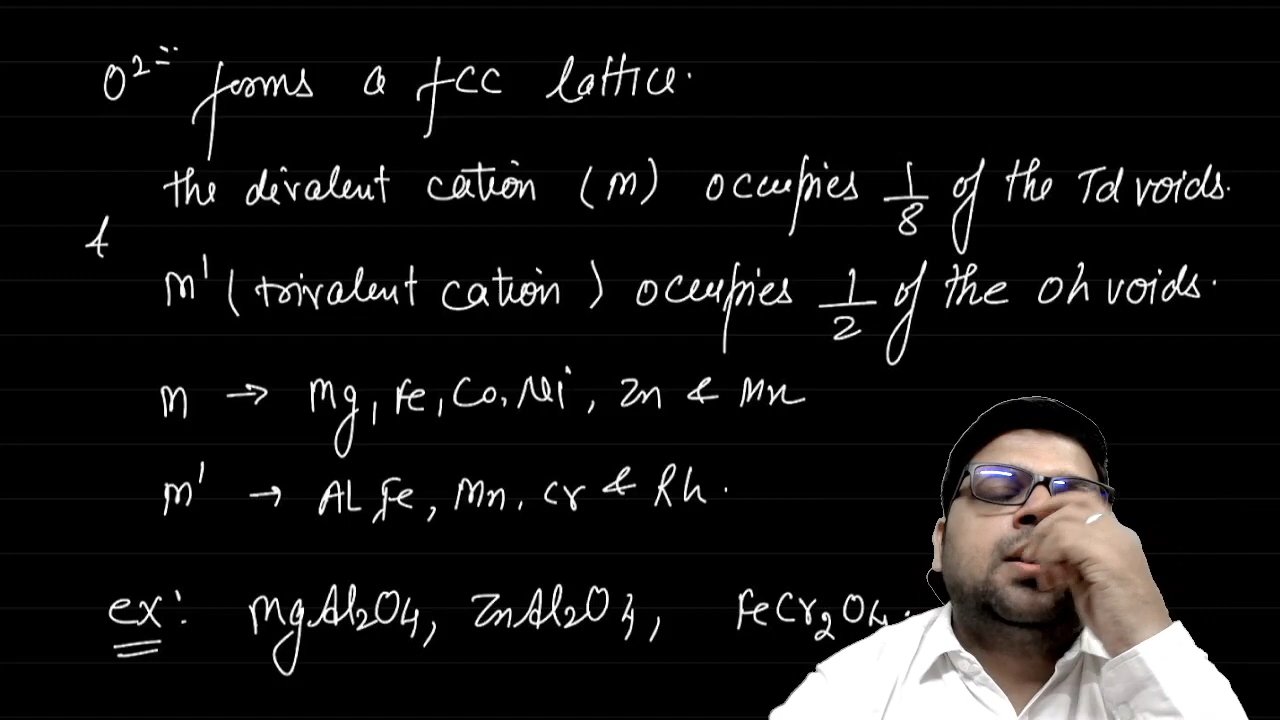 O²⁻ forms a fcc lattice.
the divalent cation (M) occupies 1/8 of the Td voids.
&
M' (trivalent cation) occupies 1/2 of the Oh voids.
M → Mg, Fe, Co, Ni, Zn & Mn
M' → Al, Fe, Mn, Cr & Rh.
ex: MgAl₂O₄, ZnAl₂O₄, FeCr₂O₄.